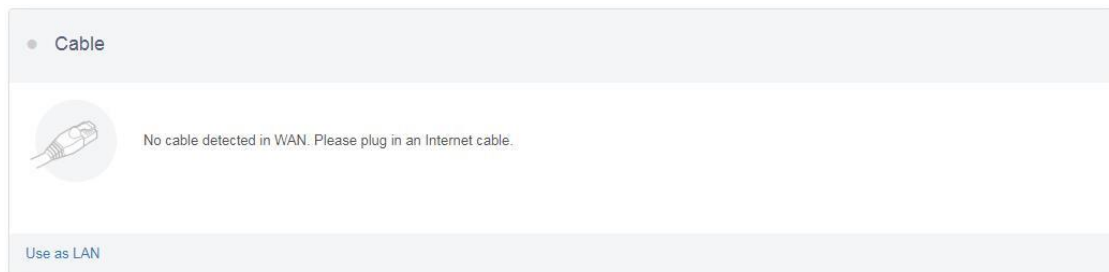 Cable
No cable detected in WAN. Please plug in an Internet cable.
Use as LAN